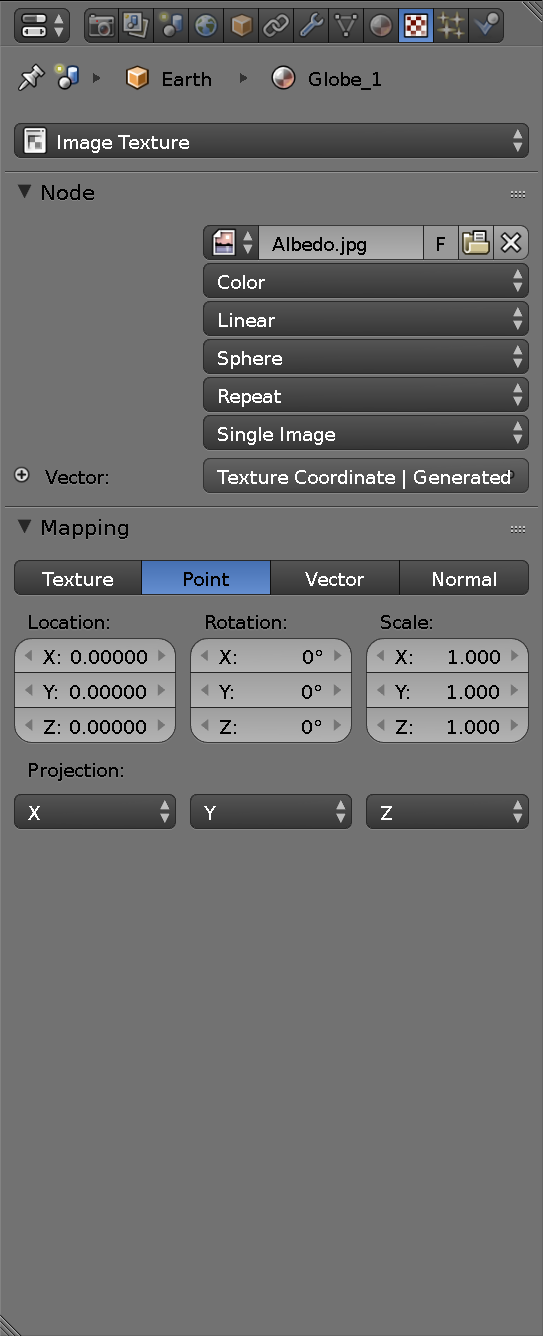 Earth Globe_1
Image Texture
Node
Albedo.jpg F
Color
Linear
Sphere
Repeat
Single Image
Vector: Texture Coordinate | Generated
Mapping
Texture Point Vector Normal
Location: Rotation: Scale:
X: 0.00000 X: 0° X: 1.000
Y: 0.00000 Y: 0° Y: 1.000
Z: 0.00000 Z: 0° Z: 1.000
Projection:
X Y Z